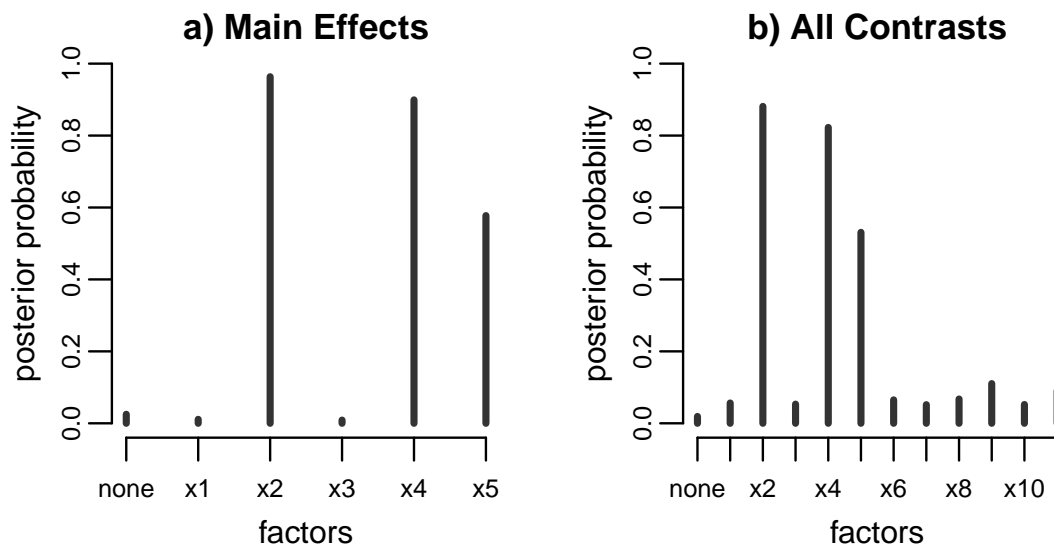 a) Main Effects
posterior probability
1.0
0.8
0.6
0.4
0.2
0.0
none x1 x2 x3 x4 x5
factors
b) All Contrasts
posterior probability
1.0
0.8
0.6
0.4
0.2
0.0
none x2 x4 x6 x8 x10
factors